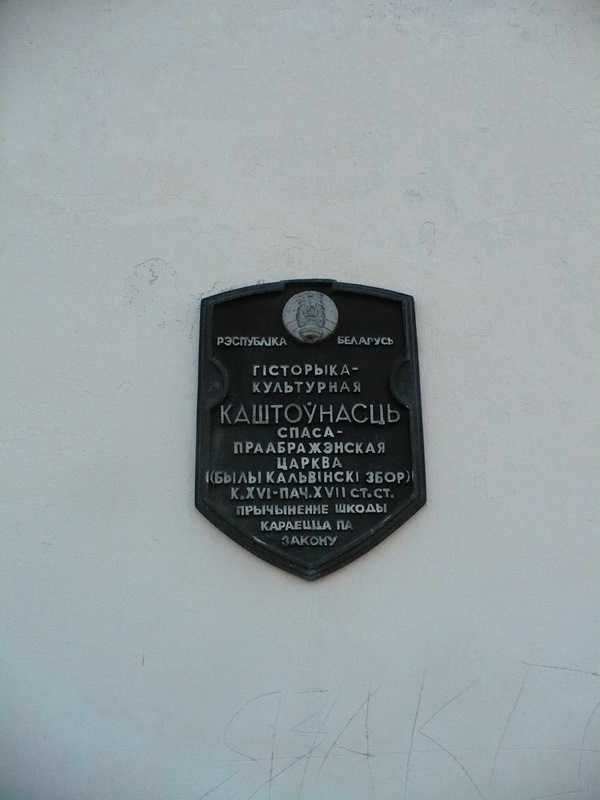 РЭСПУБЛІКА БЕЛАРУСЬ
ГІСТОРЫКА-
КУЛЬТУРНАЯ
КАШТОЎНАСЦЬ
СПАСА-
ПРААБРАЖЭНСКАЯ
ЦАРКВА
(БЫЛЫ КАЛЬВІНСКІ ЗБОР)
К.XVI-ПАЧ.XVII СТ.СТ.
ПРЫЧЫНЕННЕ ШКОДЫ
КАРАЕЦЦА ПА
ЗАКОНУ